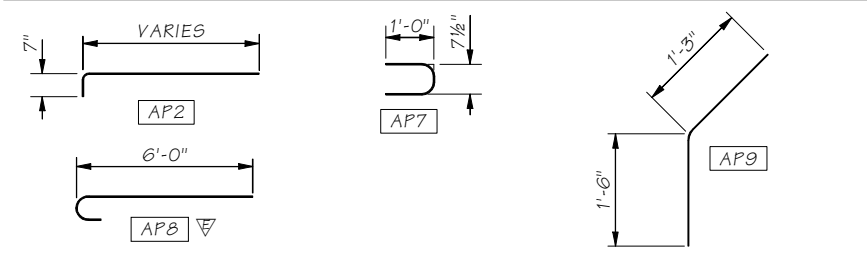 VARIES
7"
AP2
6'-0"
AP8 E
1'-0"
7½"
AP7
1'-3"
1'-6"
AP9